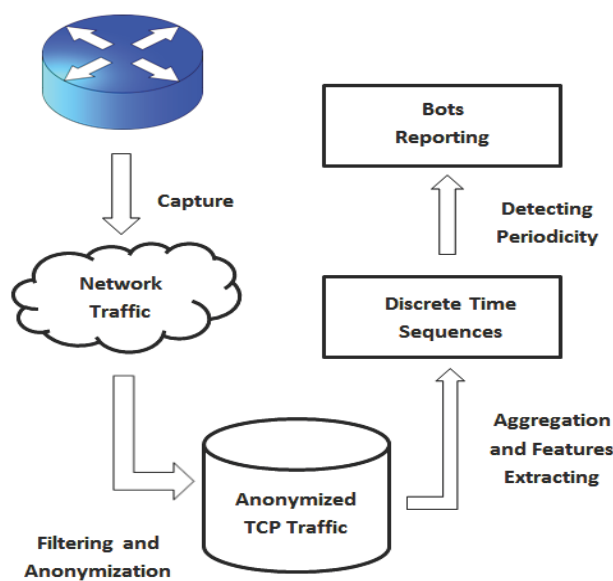 Capture
Network
Traffic
Filtering and
Anonymization
Anonymized
TCP Traffic
Aggregation
and Features
Extracting
Discrete Time
Sequences
Detecting
Periodicity
Bots
Reporting